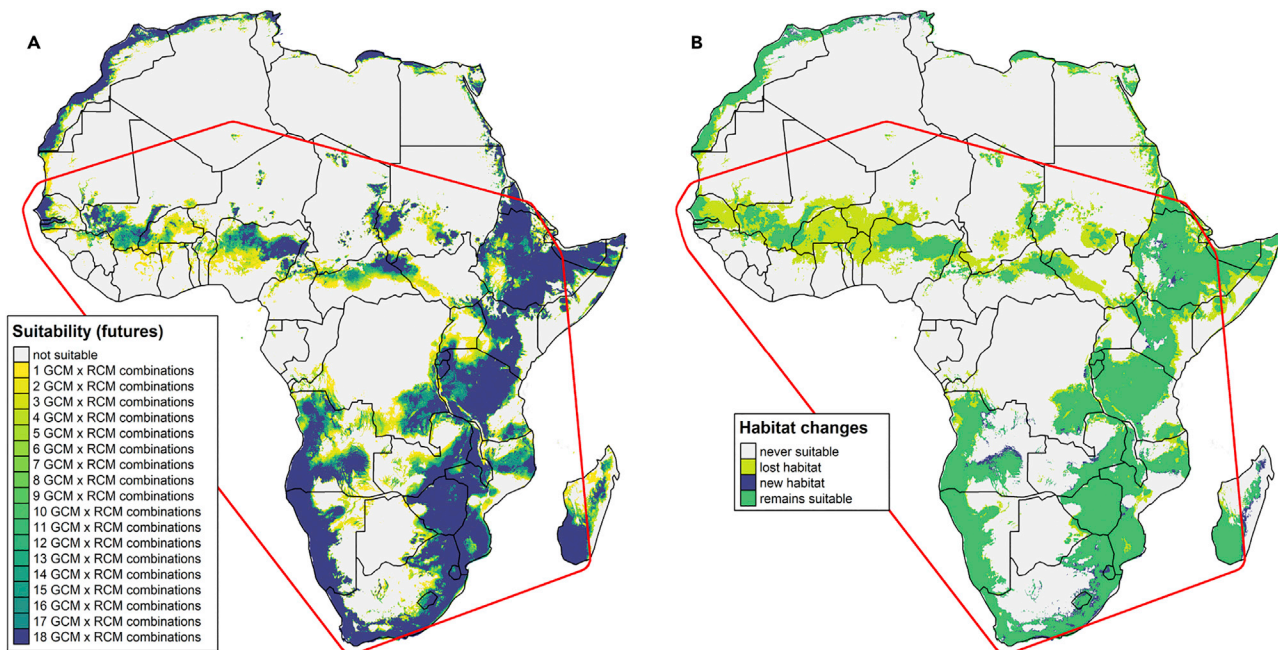 A
B
Suitability (futures)
not suitable
1 GCM x RCM combinations
2 GCM x RCM combinations
3 GCM x RCM combinations
4 GCM x RCM combinations
5 GCM x RCM combinations
6 GCM x RCM combinations
7 GCM x RCM combinations
8 GCM x RCM combinations
9 GCM x RCM combinations
10 GCM x RCM combinations
11 GCM x RCM combinations
12 GCM x RCM combinations
13 GCM x RCM combinations
14 GCM x RCM combinations
15 GCM x RCM combinations
16 GCM x RCM combinations
17 GCM x RCM combinations
18 GCM x RCM combinations
Habitat changes
never suitable
lost habitat
new habitat
remains suitable